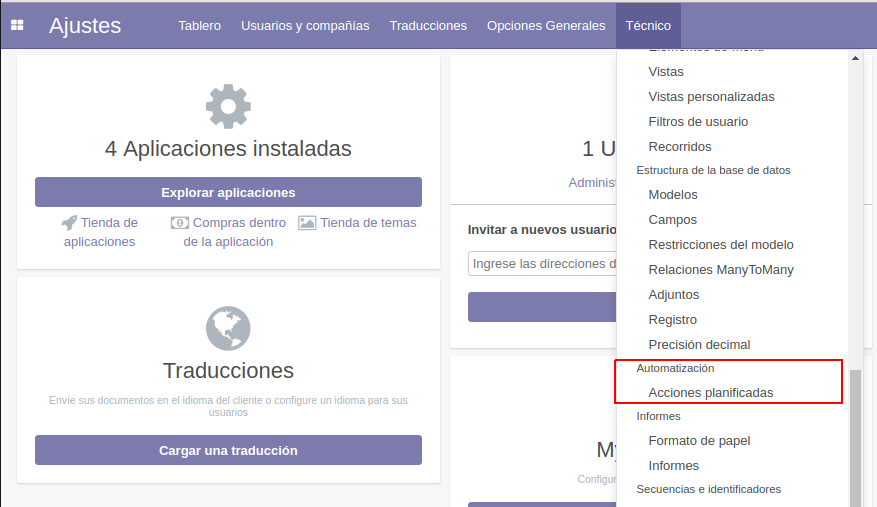 Ajustes
Tablero
Usuarios y compañías
Traducciones
Opciones Generales
Técnico
4 Aplicaciones instaladas
Explorar aplicaciones
Tienda de
aplicaciones
Compras dentro
de la aplicación
Tienda de temas
Traducciones
Envíe sus documentos en el idioma del cliente o configure un idioma para sus
usuarios
Cargar una traducción
1 U
Adminis
Invitar a nuevos usuario
Ingrese las direcciones d
My
Configu
Elementos de menú
Vistas
Vistas personalizadas
Filtros de usuario
Recorridos
Estructura de la base de datos
Modelos
Campos
Restricciones del modelo
Relaciones ManyToMany
Adjuntos
Registro
Precisión decimal
Automatización
Acciones planificadas
Informes
Formato de papel
Informes
Secuencias e identificadores